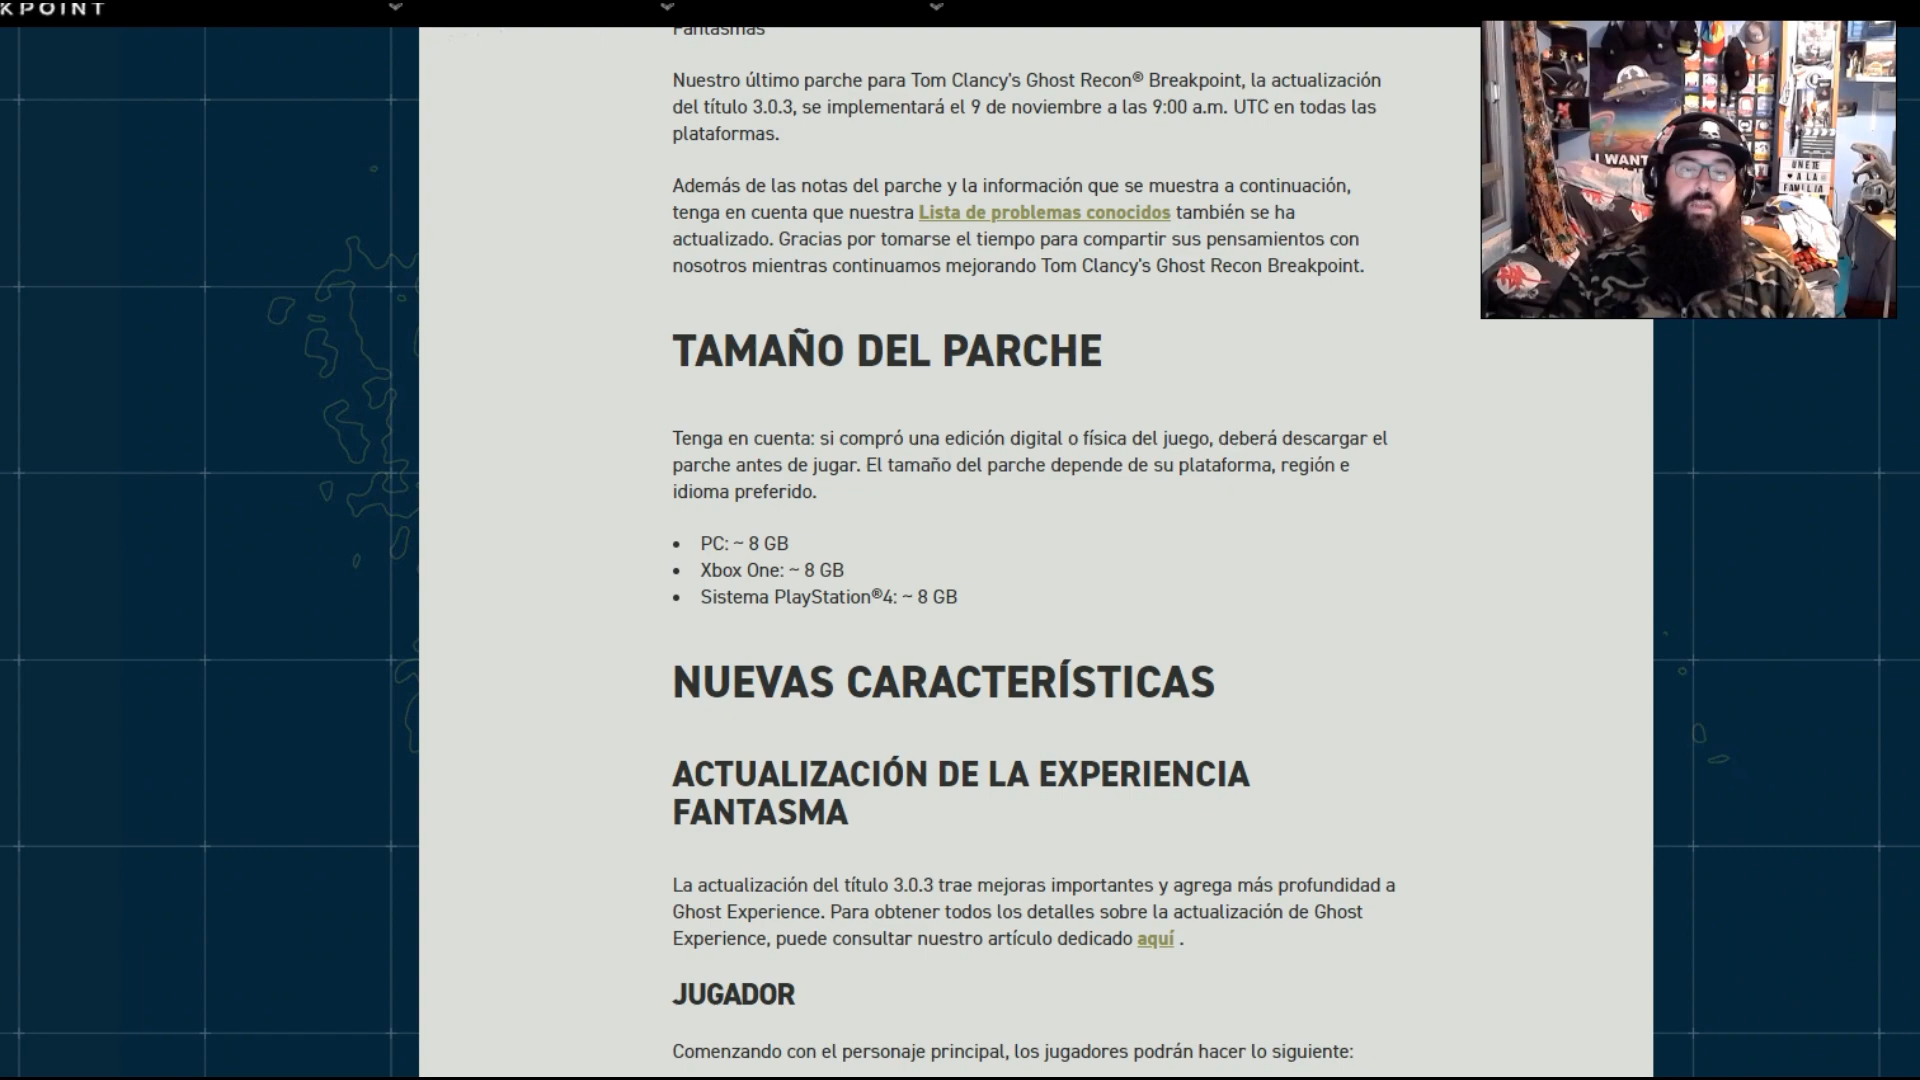 KPOINT
Fantasmas
Nuestro último parche para Tom Clancy's Ghost Recon® Breakpoint, la actualización
del título 3.0.3, se implementará el 9 de noviembre a las 9:00 a.m. UTC en todas las
plataformas.
Además de las notas del parche y la información que se muestra a continuación,
tenga en cuenta que nuestra Lista de problemas conocidos también se ha
actualizado. Gracias por tomarse el tiempo para compartir sus pensamientos con
nosotros mientras continuamos mejorando Tom Clancy's Ghost Recon Breakpoint.
I WANT
UNETE
A LA
FAMILIA
TAMAÑO DEL PARCHE
Tenga en cuenta: si compró una edición digital o física del juego, deberá descargar el
parche antes de jugar. El tamaño del parche depende de su plataforma, región e
idioma preferido.
• PC: ~ 8 GB
• Xbox One: ~ 8 GB
• Sistema PlayStation®4: ~ 8 GB
NUEVAS CARACTERÍSTICAS
ACTUALIZACIÓN DE LA EXPERIENCIA
FANTASMA
La actualización del título 3.0.3 trae mejoras importantes y agrega más profundidad a
Ghost Experience. Para obtener todos los detalles sobre la actualización de Ghost
Experience, puede consultar nuestro artículo dedicado aquí .
JUGADOR
Comenzando con el personaje principal, los jugadores podrán hacer lo siguiente: